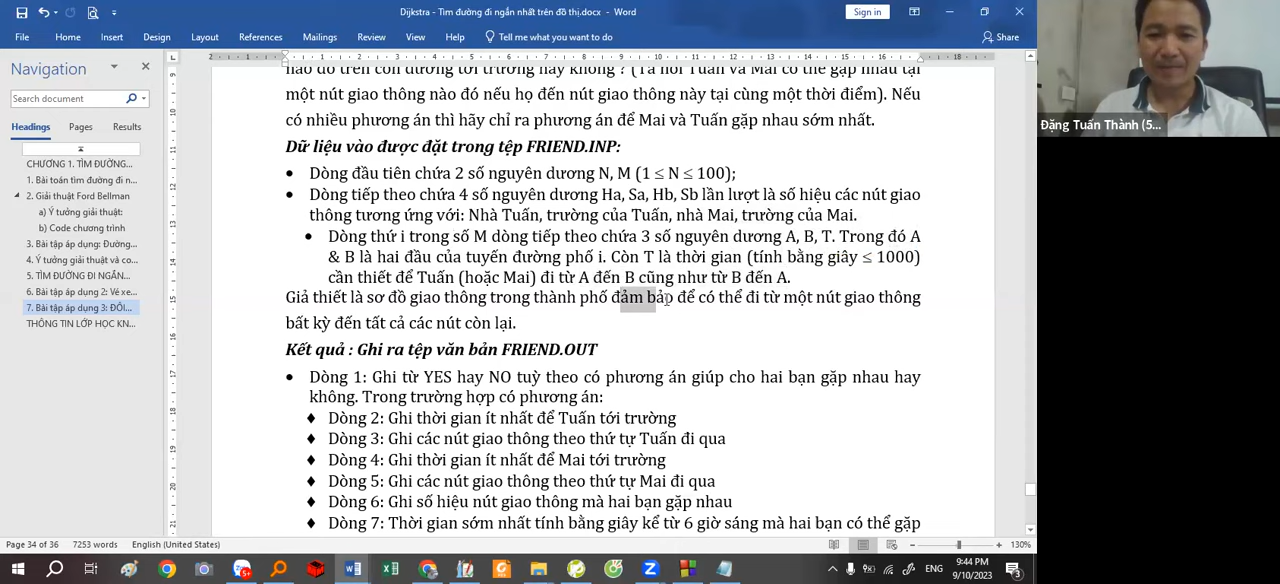 Dijkstra - Tìm đường đi ngắn nhất trên đồ thị.docx - Word
Sign in
File Home Insert Design Layout References Mailings Review View Help Tell me what you want to do Share
Navigation
Search document
Headings Pages Results
CHƯƠNG 1. TÌM ĐƯỜNG...
1. Bài toán tìm đường đi n...
2. Giải thuật Ford Bellman
a) Ý tưởng giải thuật:
b) Code chương trình
3. Bài tập áp dụng: Đường...
4. Ý tưởng giải thuật và co...
5. TÌM ĐƯỜNG ĐI NGẮN...
6. Bài tập áp dụng 2: Vé xe...
7. Bài tập áp dụng 3: ĐÔI...
THÔNG TIN LỚP HỌC KN...
nào đó trên con đường tới trường hay không ? (Ta nói Tuấn và Mai có thể gặp nhau tại
một nút giao thông nào đó nếu họ đến nút giao thông này tại cùng một thời điểm). Nếu
có nhiều phương án thì hãy chỉ ra phương án để Mai và Tuấn gặp nhau sớm nhất.
Dữ liệu vào được đặt trong tệp FRIEND.INP:
• Dòng đầu tiên chứa 2 số nguyên dương N, M (1 ≤ N ≤ 100);
• Dòng tiếp theo chứa 4 số nguyên dương Ha, Sa, Hb, Sb lần lượt là số hiệu các nút giao
thông tương ứng với: Nhà Tuấn, trường của Tuấn, nhà Mai, trường của Mai.
• Dòng thứ i trong số M dòng tiếp theo chứa 3 số nguyên dương A, B, T. Trong đó A
& B là hai đầu của tuyến đường phố i. Còn T là thời gian (tính bằng giây ≤ 1000)
cần thiết để Tuấn (hoặc Mai) đi từ A đến B cũng như từ B đến A.
Giả thiết là sơ đồ giao thông trong thành phố đảm bảo để có thể đi từ một nút giao thông
bất kỳ đến tất cả các nút còn lại.
Kết quả : Ghi ra tệp văn bản FRIEND.OUT
• Dòng 1: Ghi từ YES hay NO tuỳ theo có phương án giúp cho hai bạn gặp nhau hay
không. Trong trường hợp có phương án:
♦ Dòng 2: Ghi thời gian ít nhất để Tuấn tới trường
♦ Dòng 3: Ghi các nút giao thông theo thứ tự Tuấn đi qua
♦ Dòng 4: Ghi thời gian ít nhất để Mai tới trường
♦ Dòng 5: Ghi các nút giao thông theo thứ tự Mai đi qua
♦ Dòng 6: Ghi số hiệu nút giao thông mà hai bạn gặp nhau
♦ Dòng 7: Thời gian sớm nhất tính bằng giây kể từ 6 giờ sáng mà hai bạn có thể gặp
Đặng Tuấn Thành (5...
Page 34 of 36 7253 words English (United States) 130%
ENG 9:44 PM
9/10/2023